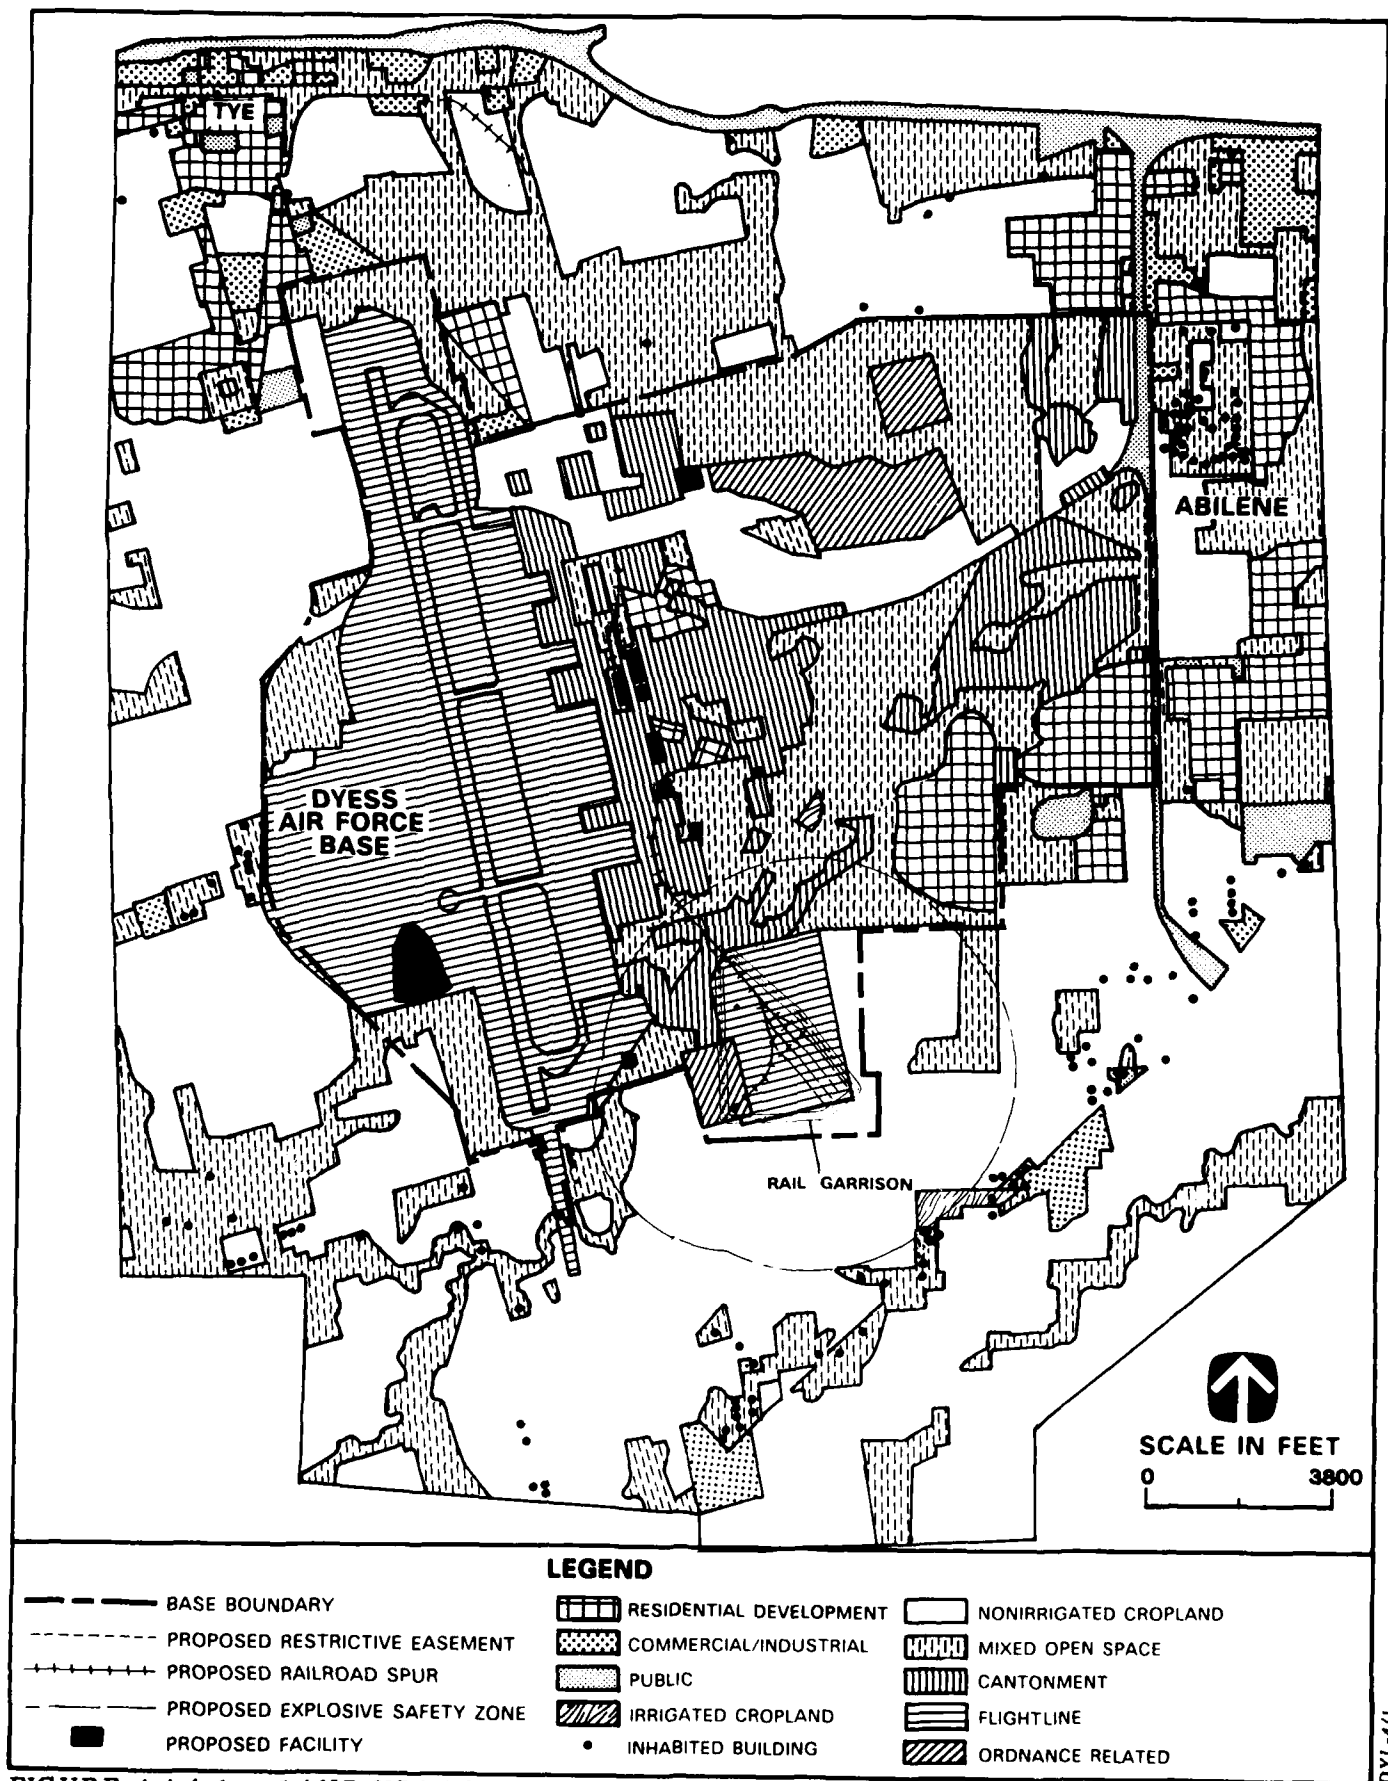 TYE
ABILENE
DYESS
AIR FORCE
BASE
RAIL GARRISON
SCALE IN FEET
0 3800
LEGEND
BASE BOUNDARY
PROPOSED RESTRICTIVE EASEMENT
PROPOSED RAILROAD SPUR
PROPOSED EXPLOSIVE SAFETY ZONE
PROPOSED FACILITY
RESIDENTIAL DEVELOPMENT
COMMERCIAL/INDUSTRIAL
PUBLIC
IRRIGATED CROPLAND
INHABITED BUILDING
NONIRRIGATED CROPLAND
MIXED OPEN SPACE
CANTONMENT
FLIGHTLINE
ORDNANCE RELATED
FIGURE